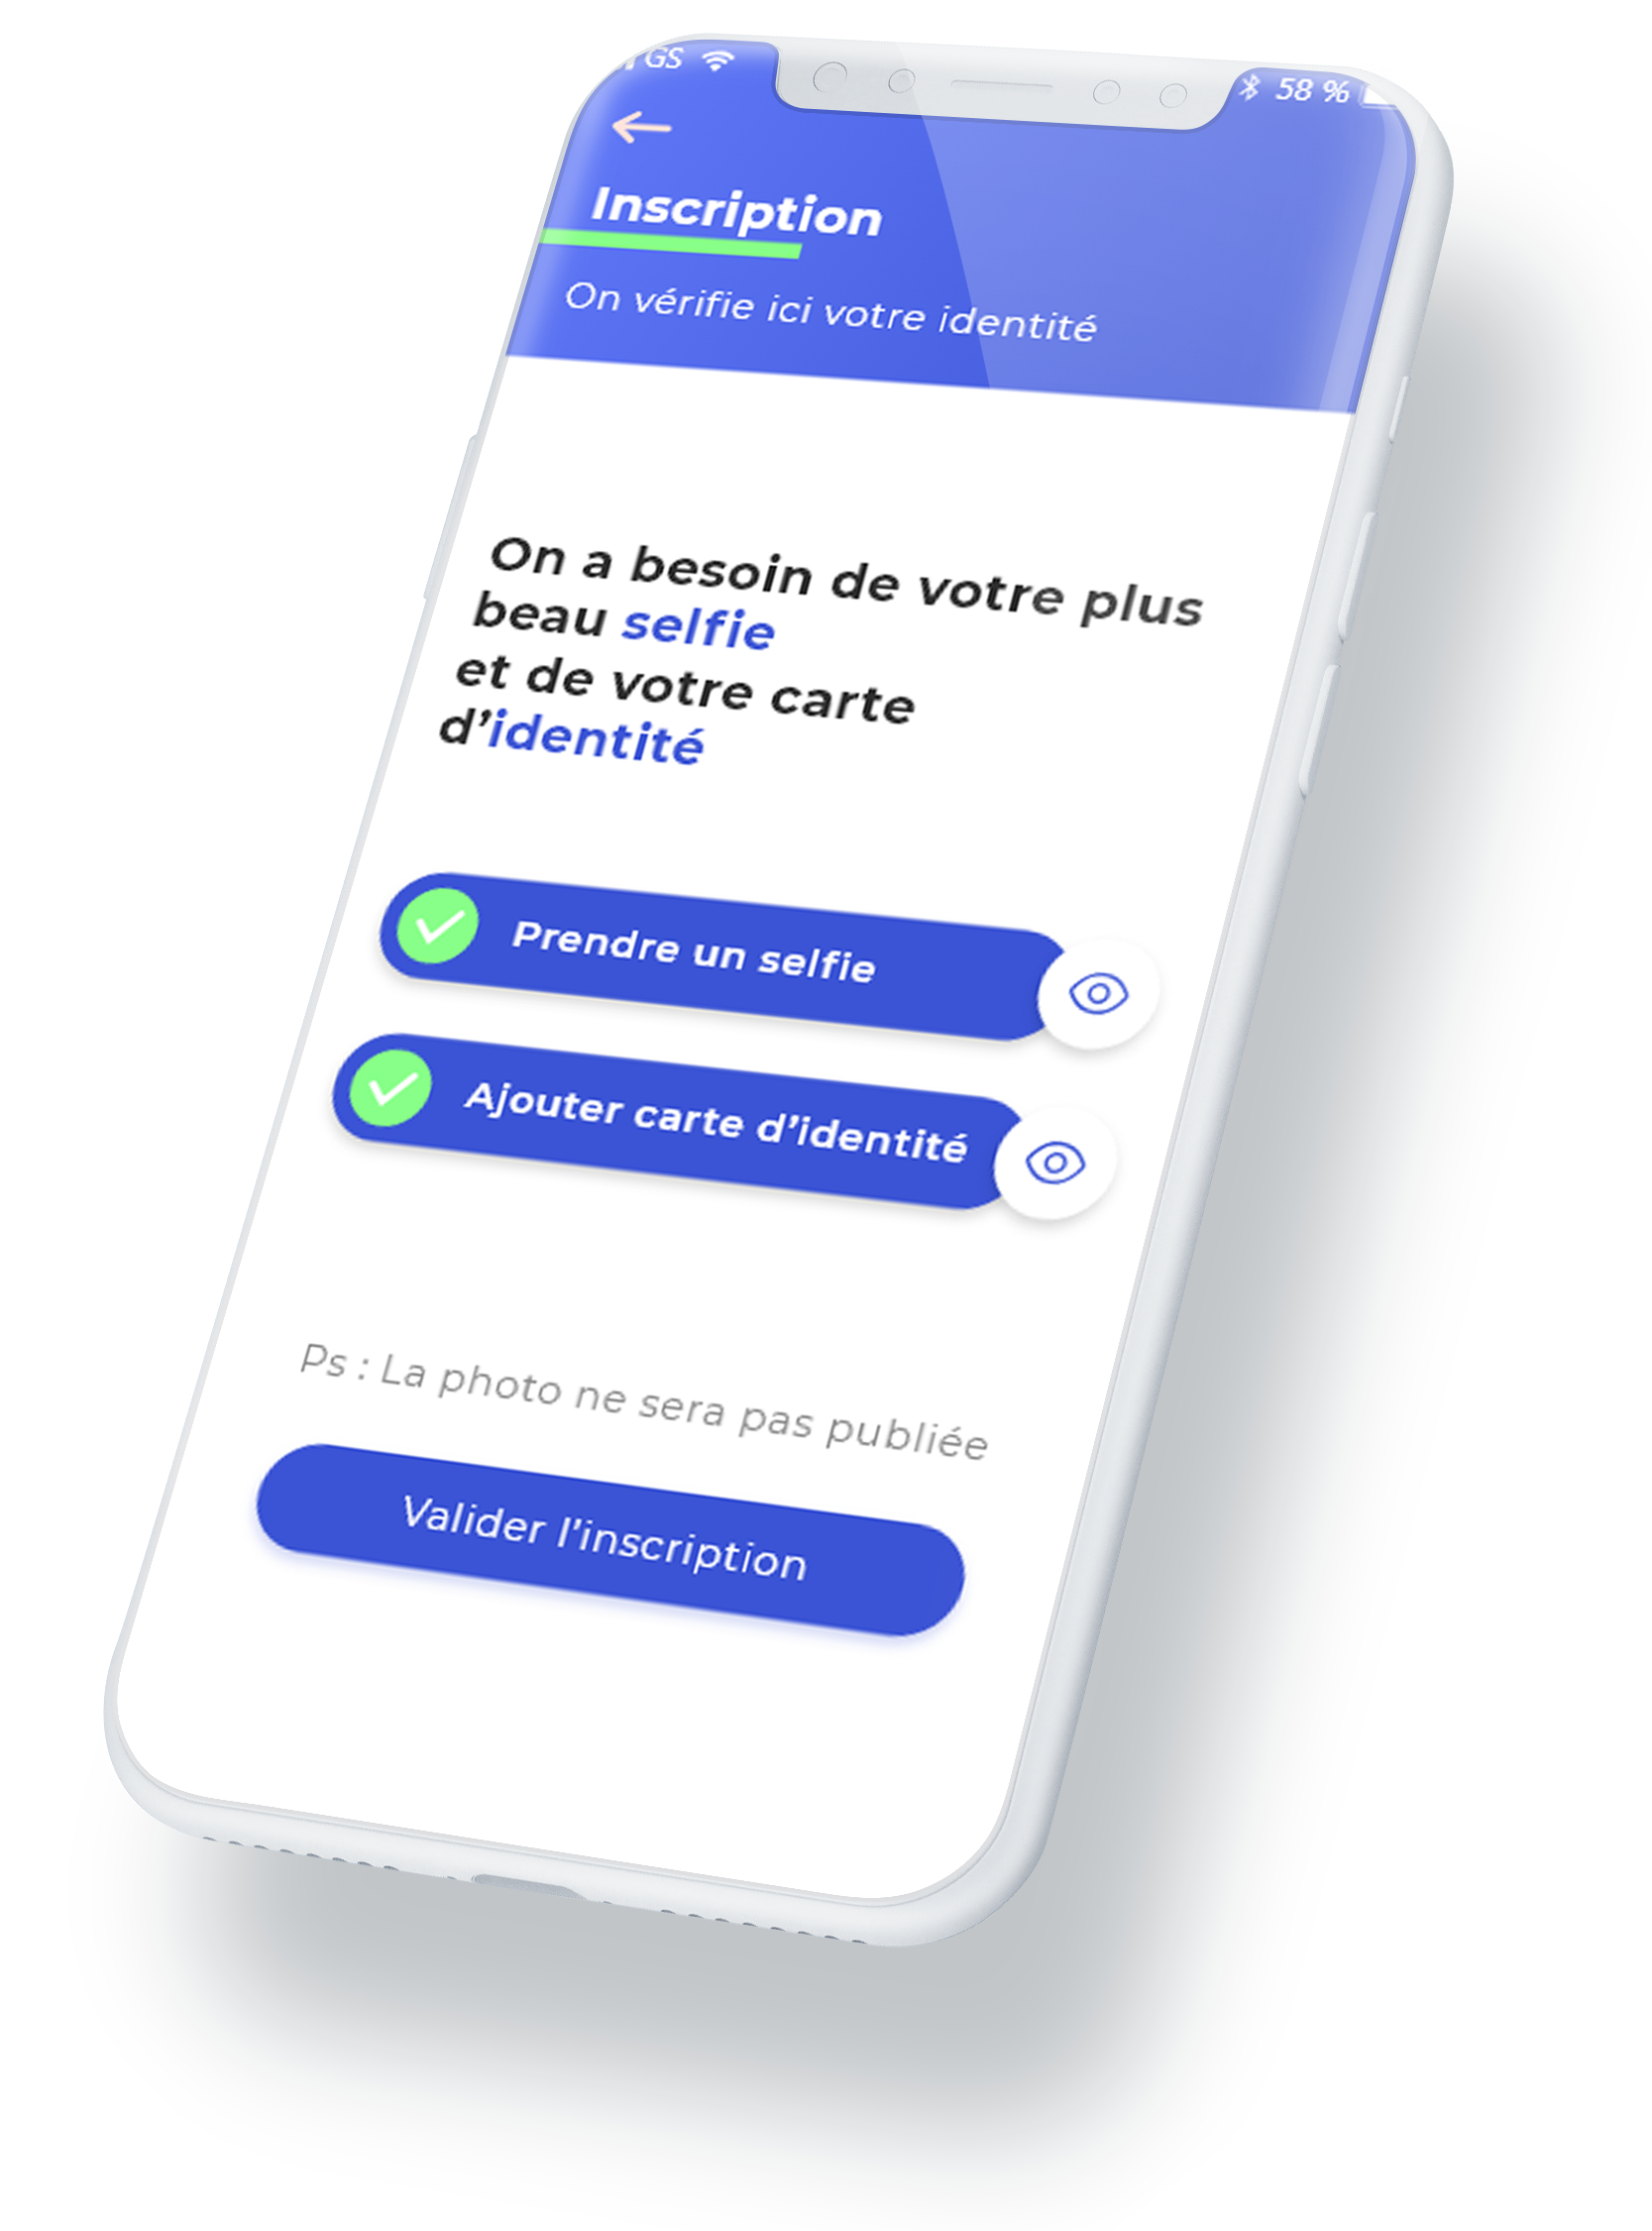 GS 58 %
Inscription
On vérifie ici votre identité
On a besoin de votre plus
beau selfie
et de votre carte
d’identité
Prendre un selfie
Ajouter carte d’identité
Ps : La photo ne sera pas publiée
Valider l’inscription